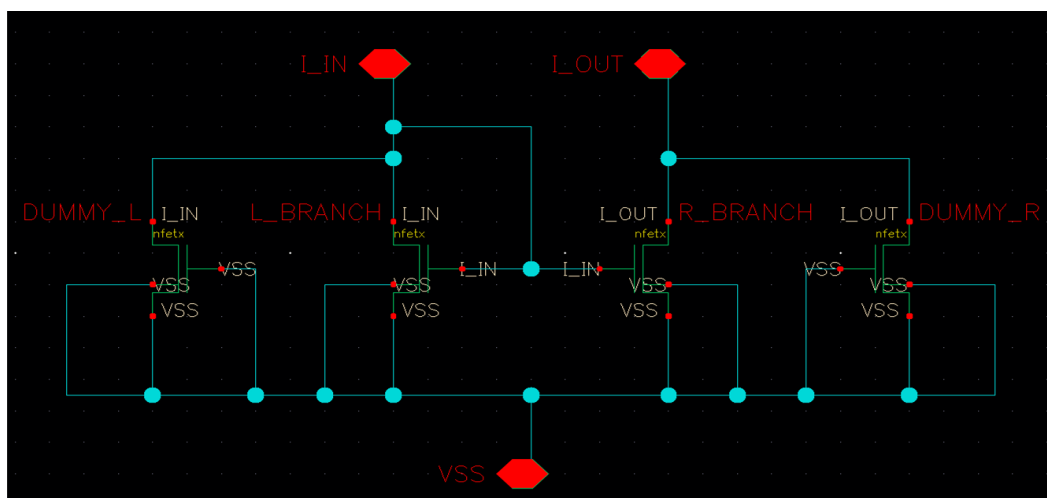 I_IN
I_OUT
DUMMY_L
I_IN
L_BRANCH
I_IN
I_OUT
R_BRANCH
I_OUT
DUMMY_R
nfetx
nfetx
nfetx
nfetx
VSS
I_IN
I_IN
VSS
VSS
VSS
VSS
VSS
VSS
VSS
VSS
VSS
VSS